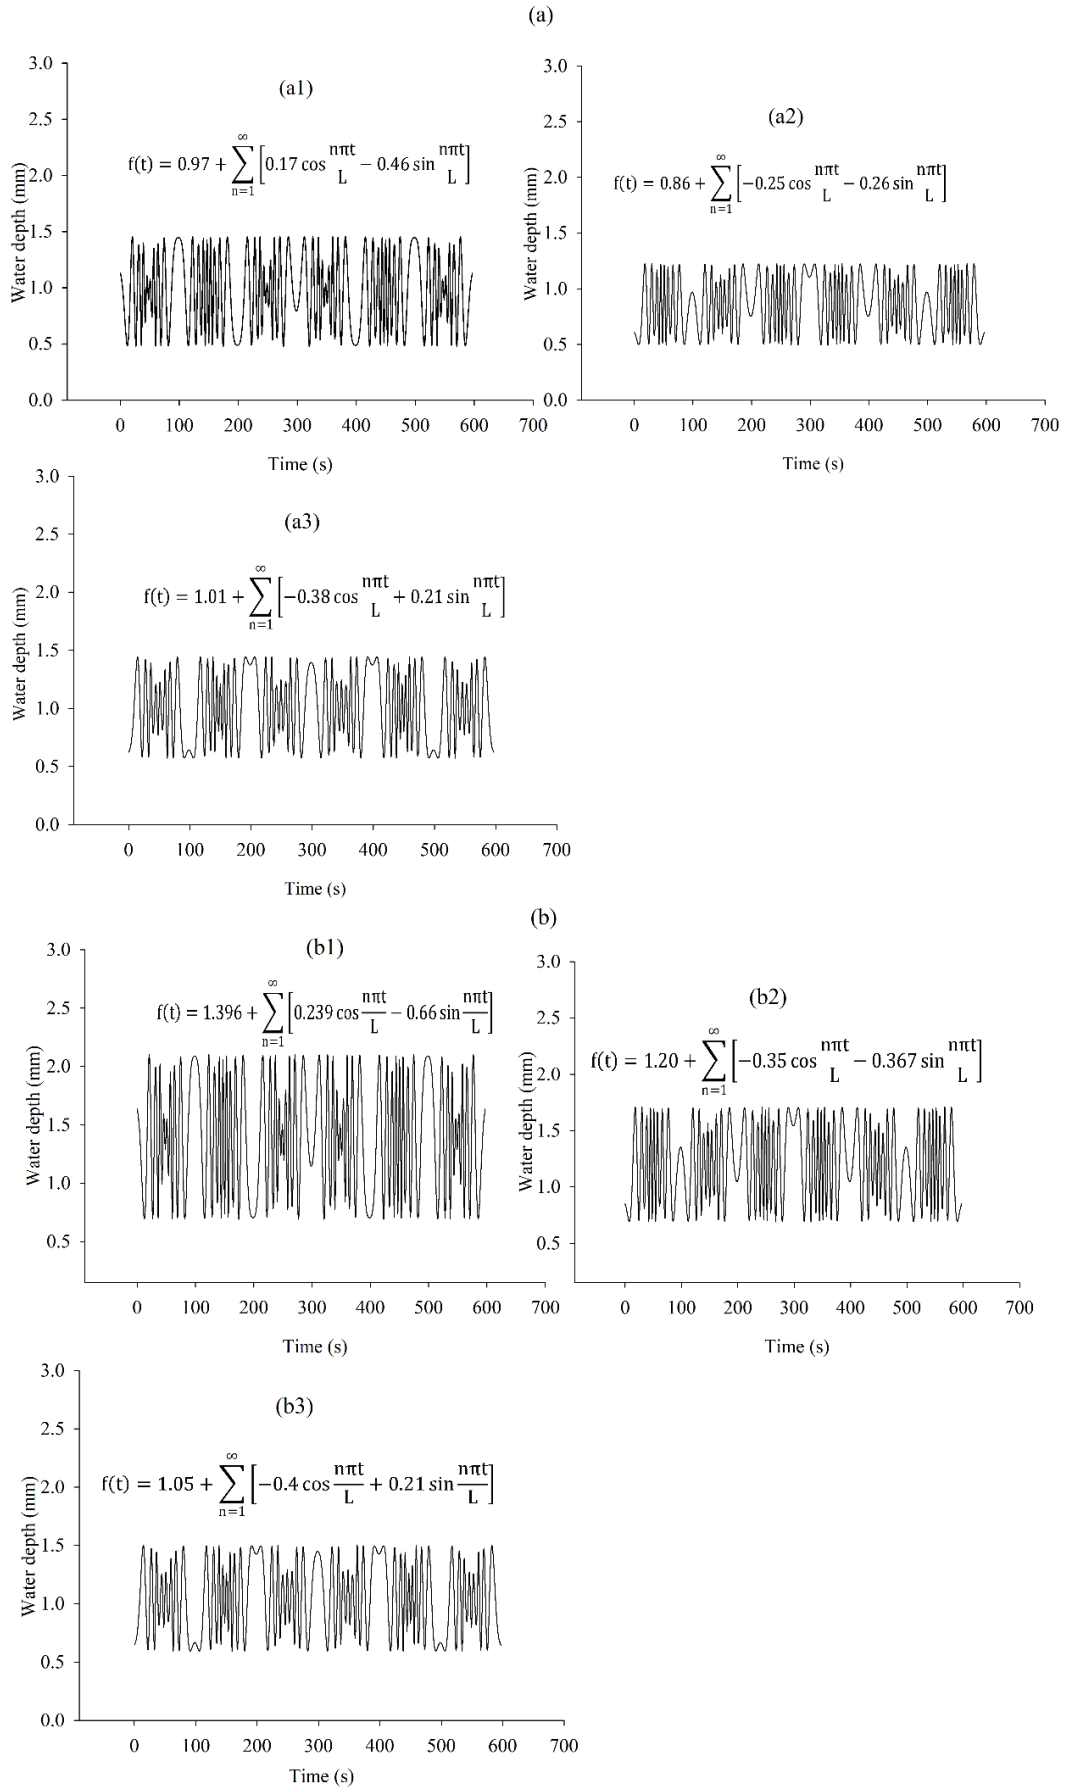 (a)
(a1)
f(t) = 0.97 + ∑_{n=1}^{∞} [0.17 cos nπt/L − 0.46 sin nπt/L]
Water depth (mm)
3.0
2.5
2.0
1.5
1.0
0.5
0.0
0 100 200 300 400 500 600 700
Time (s)
(a2)
f(t) = 0.86 + ∑_{n=1}^{∞} [−0.25 cos nπt/L − 0.26 sin nπt/L]
Water depth (mm)
3.0
2.5
2.0
1.5
1.0
0.5
0.0
0 100 200 300 400 500 600 700
Time (s)
(a3)
f(t) = 1.01 + ∑_{n=1}^{∞} [−0.38 cos nπt/L + 0.21 sin nπt/L]
Water depth (mm)
3.0
2.5
2.0
1.5
1.0
0.5
0.0
0 100 200 300 400 500 600 700
Time (s)
(b)
(b1)
f(t) = 1.396 + ∑_{n=1}^{∞} [0.239 cos nπt/L − 0.66 sin nπt/L]
Water depth (mm)
3.0
2.5
2.0
1.5
1.0
0.5
0 100 200 300 400 500 600 700
Time (s)
(b2)
f(t) = 1.20 + ∑_{n=1}^{∞} [−0.35 cos nπt/L − 0.367 sin nπt/L]
Water depth (mm)
3.0
2.5
2.0
1.5
1.0
0.5
0 100 200 300 400 500 600 700
Time (s)
(b3)
f(t) = 1.05 + ∑_{n=1}^{∞} [−0.4 cos nπt/L + 0.21 sin nπt/L]
Water depth (mm)
3.0
2.5
2.0
1.5
1.0
0.5
0.0
0 100 200 300 400 500 600 700
Time (s)